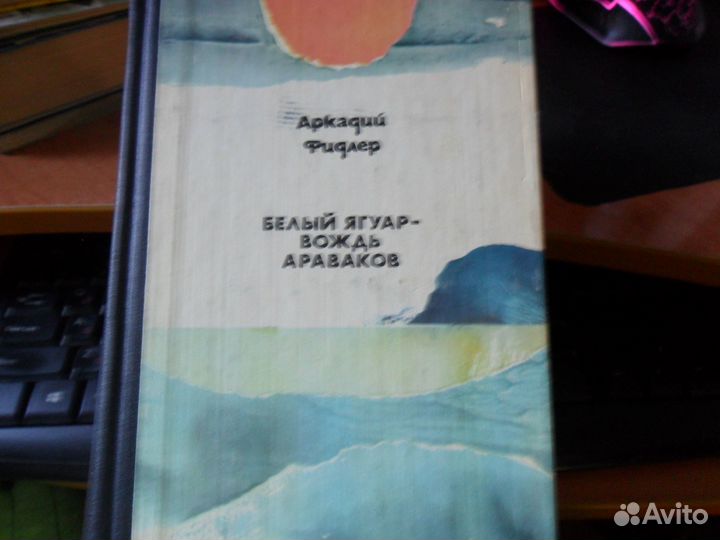 Аркадий
Фидлер
БЕЛЫЙ ЯГУАР-
ВОЖДЬ
АРАВАКОВ
Avito